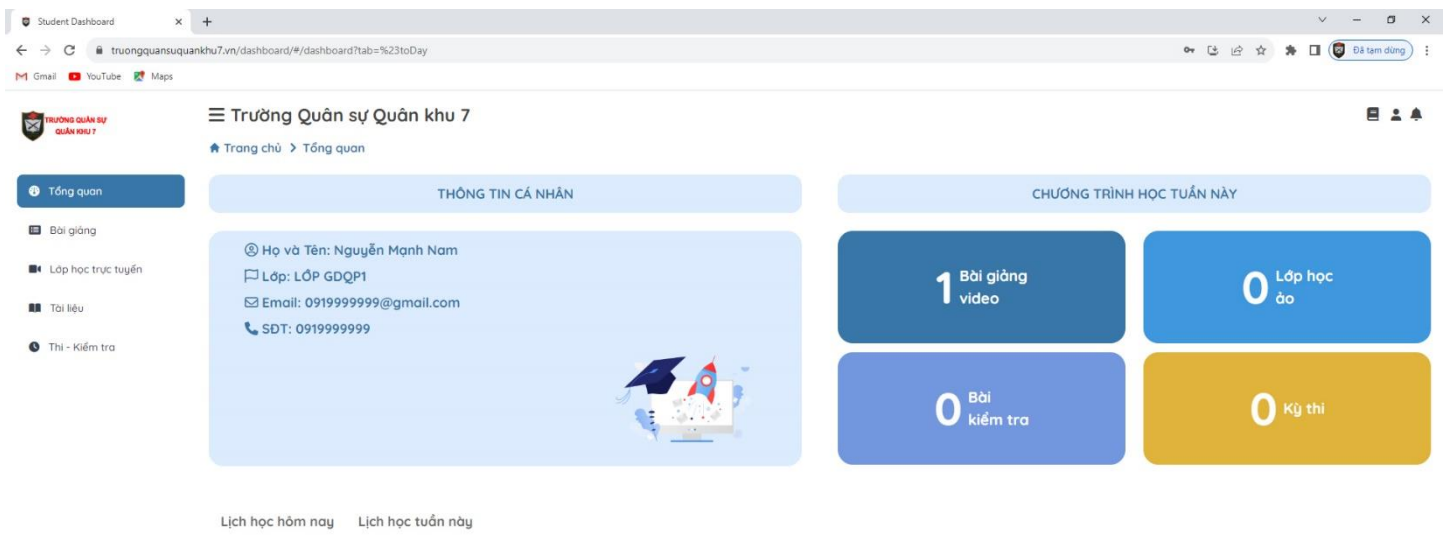 Student Dashboard
truongquansuquankhu7.vn/dashboard/#/dashboard?tab=%23toDay
Đã tạm dừng
Gmail YouTube Maps
TRƯỜNG QUÂN SỰ
QUÂN KHU 7
Trường Quân sự Quân khu 7
Trang chủ > Tổng quan
Tổng quan
Bài giảng
Lớp học trực tuyến
Tài liệu
Thi - Kiểm tra
THÔNG TIN CÁ NHÂN
Họ và Tên: Nguyễn Mạnh Nam
Lớp: LỚP GDQP1
Email: 0919999999@gmail.com
SĐT: 0919999999
CHƯƠNG TRÌNH HỌC TUẦN NÀY
1 Bài giảng
video
0 Lớp học
ảo
0 Bài
kiểm tra
0 Kỳ thi
Lịch học hôm nay Lịch học tuần này